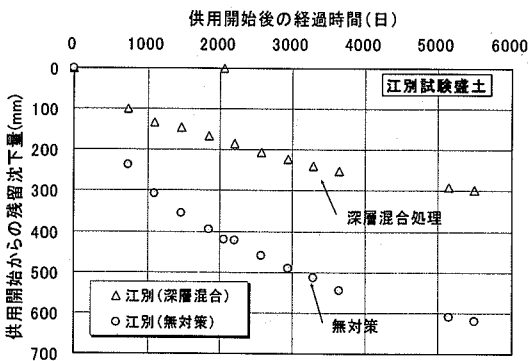 供用開始後の経過時間(日)
0 1000 2000 3000 4000 5000 6000
供用開始からの残留沈下量(mm)
0
100
200
300
400
500
600
700
江別試験盛土
深層混合処理
無対策
△ 江別(深層混合)
○ 江別(無対策)